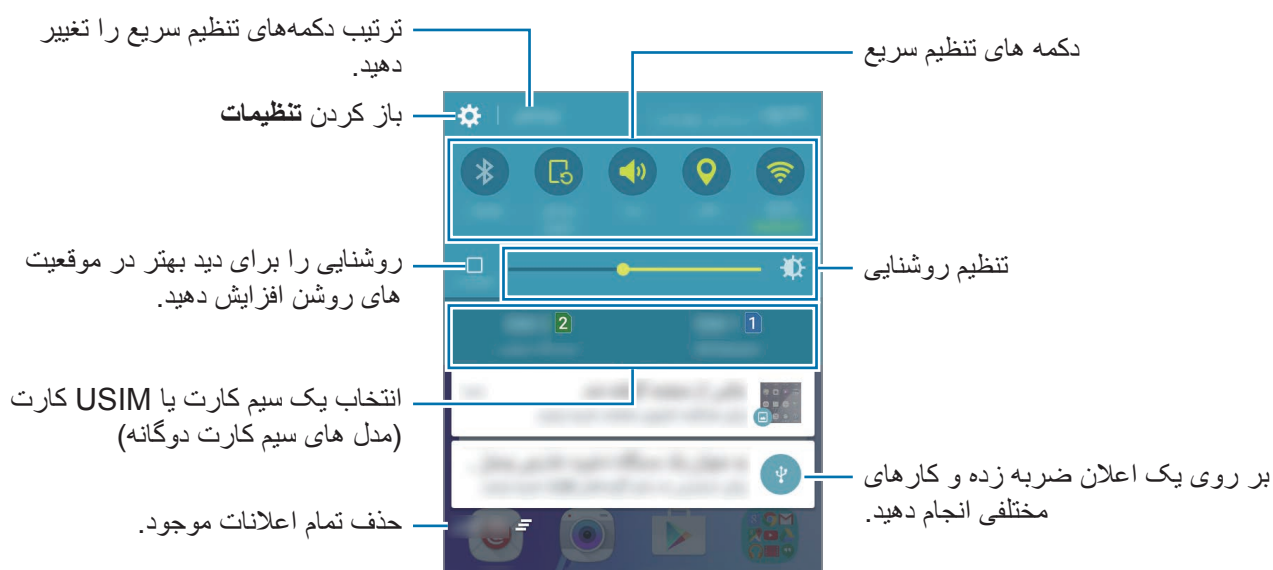 ترتیب دکمه‌های تنظیم سریع را تغییر
دهید.
دکمه های تنظیم سریع
باز کردن تنظیمات
روشنایی را برای دید بهتر در موقعیت
های روشن افزایش دهید.
تنظیم روشنایی
1
2
انتخاب یک سیم کارت یا USIM کارت
(مدل های سیم کارت دوگانه)
بر روی یک اعلان ضربه زده و کارهای
مختلفی انجام دهید.
حذف تمام اعلانات موجود.